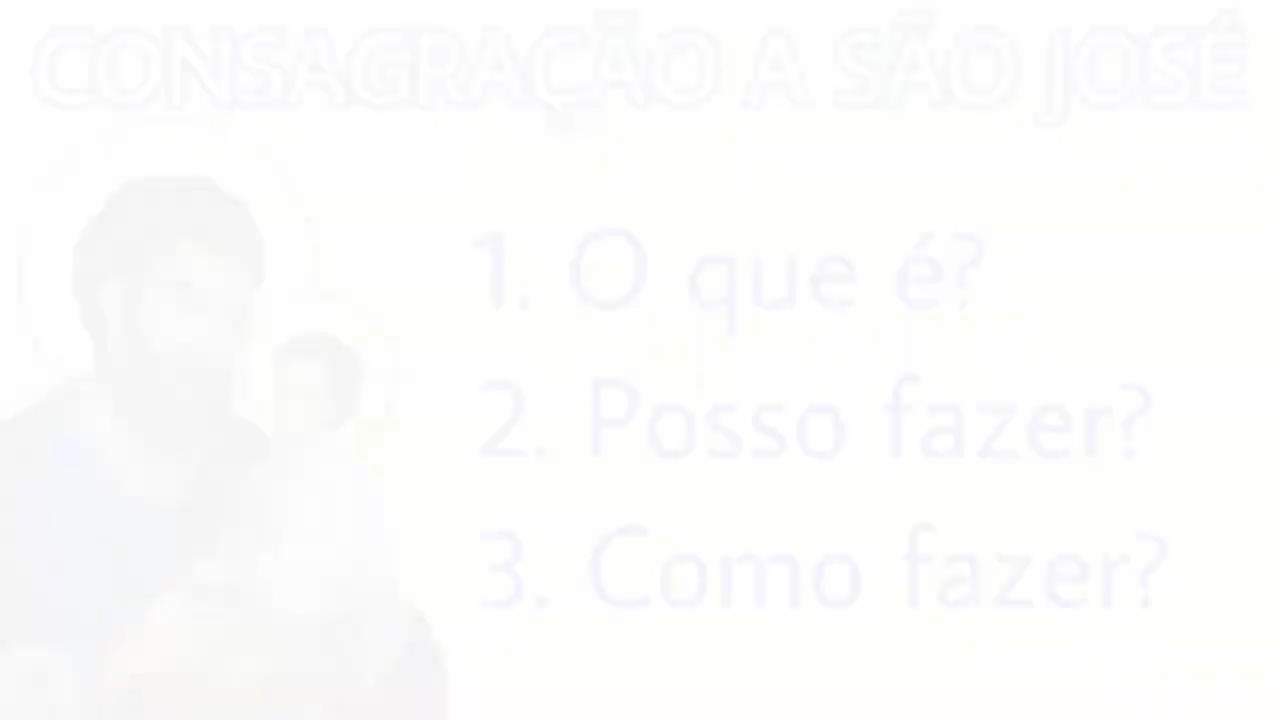 CONSAGRAÇÃO A SÃO JOSÉ
1. O que é?
2. Posso fazer?
3. Como fazer?